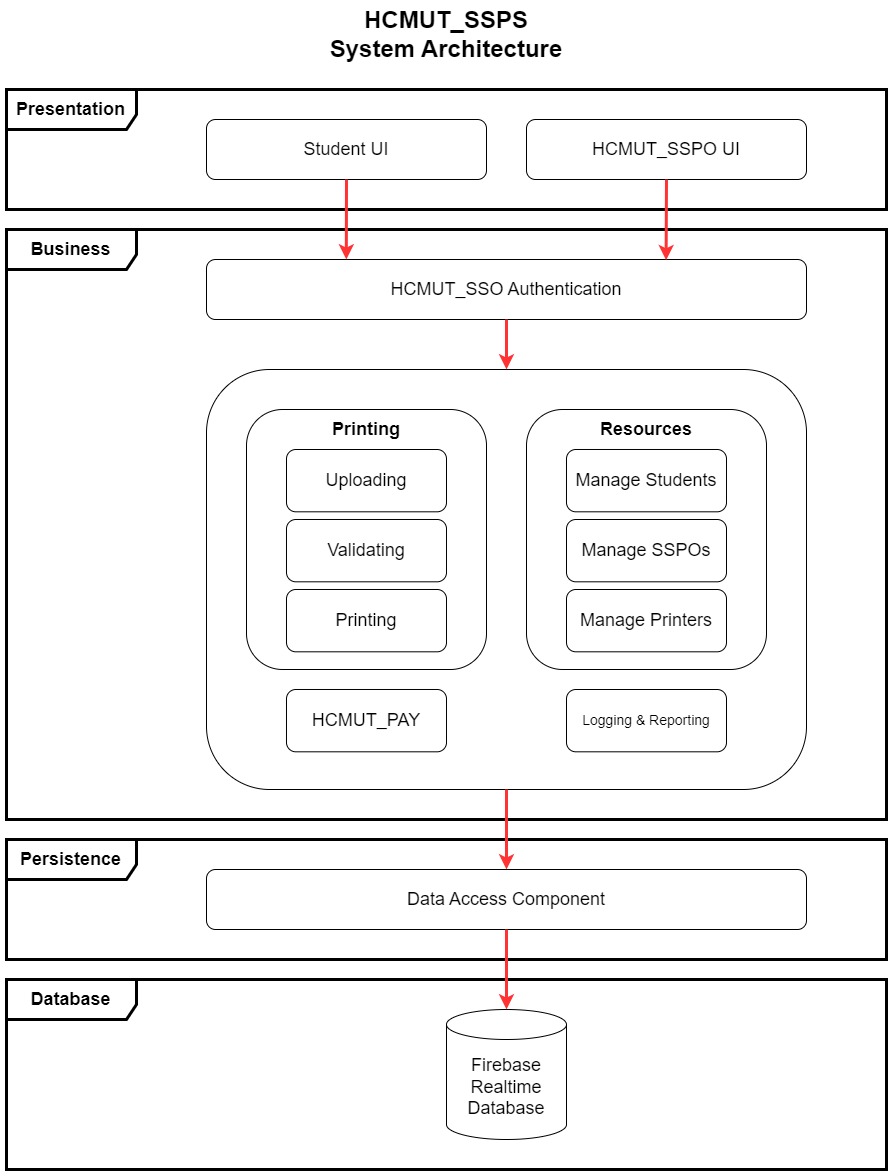 HCMUT_SSPS
System Architecture
Presentation
Student UI
HCMUT_SSPO UI
Business
HCMUT_SSO Authentication
Printing
Uploading
Validating
Printing
Resources
Manage Students
Manage SSPOs
Manage Printers
HCMUT_PAY
Logging & Reporting
Persistence
Data Access Component
Database
Firebase
Realtime
Database